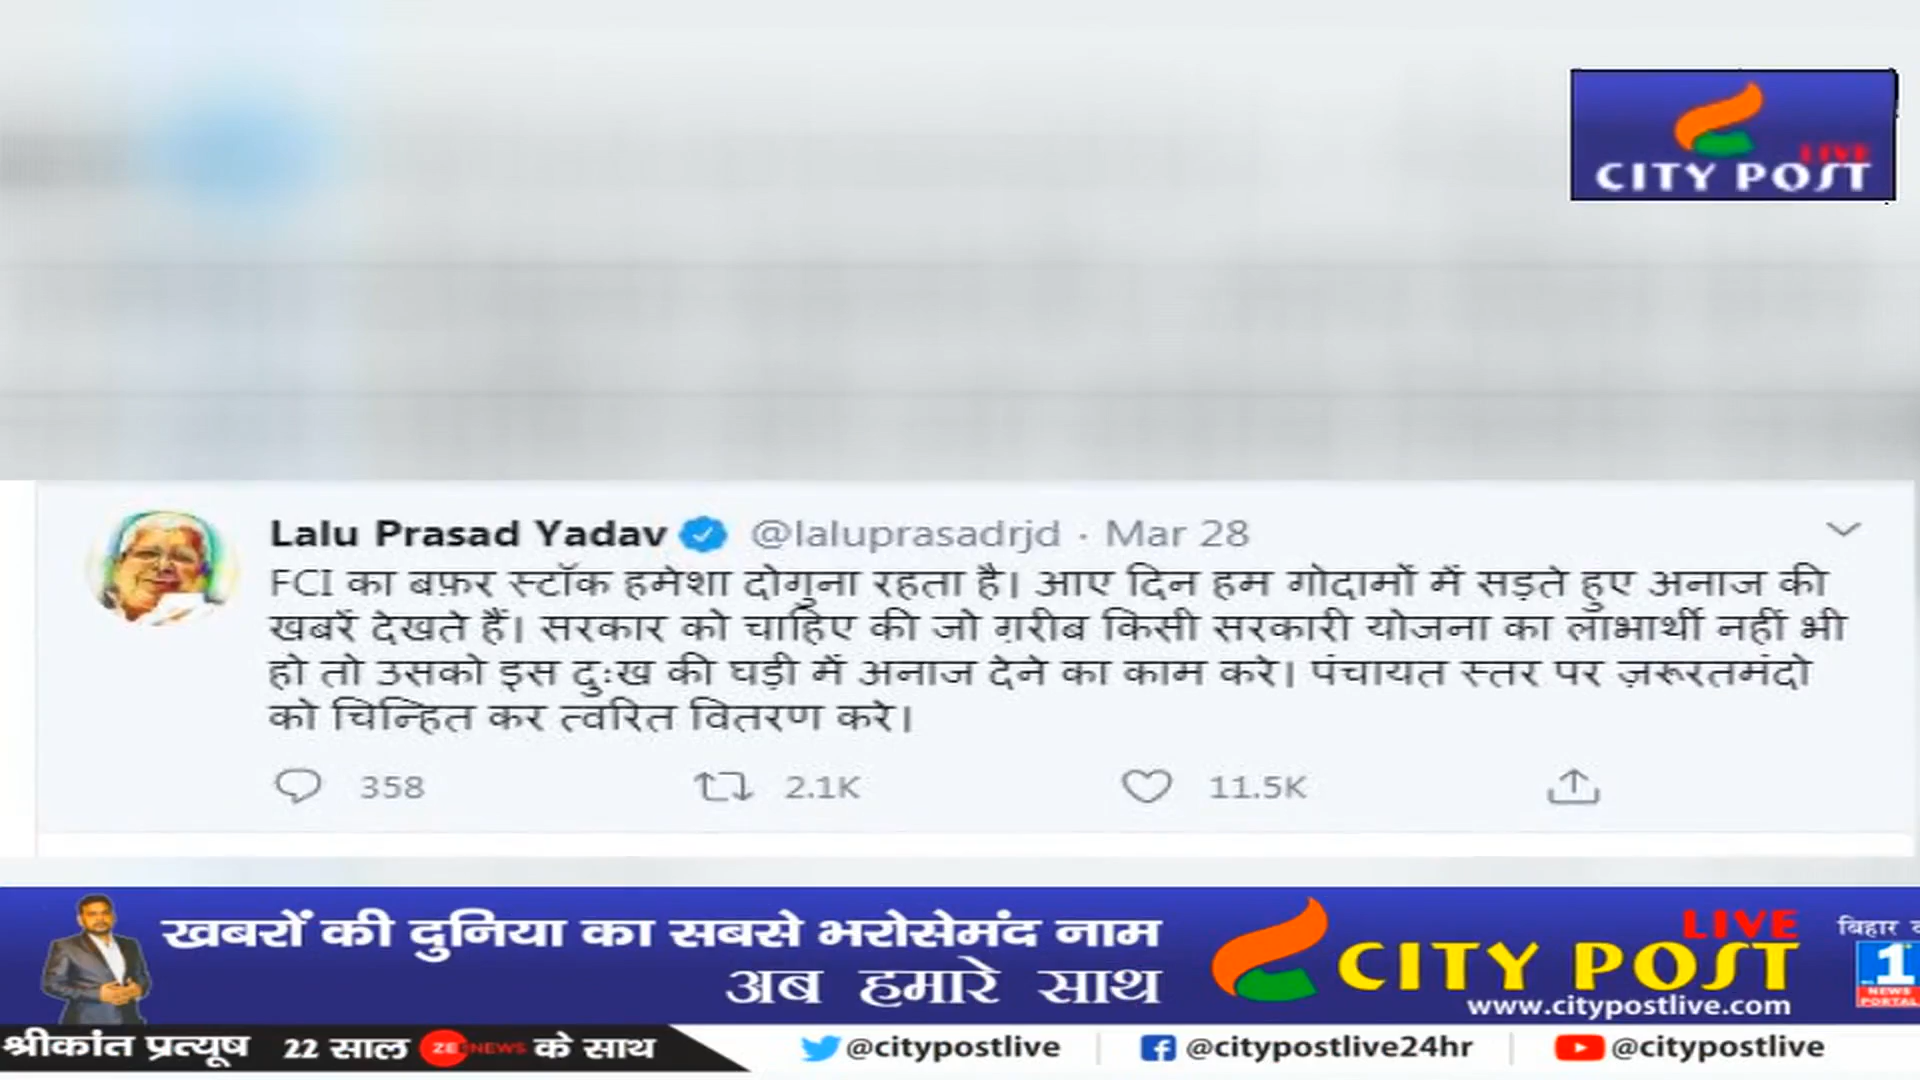 LIVE
CITY POST
Lalu Prasad Yadav @laluprasadrjd · Mar 28
FCI का बफ़र स्टॉक हमेशा दोगुना रहता है। आए दिन हम गोदामों में सड़ते हुए अनाज की
खबरें देखते हैं। सरकार को चाहिए की जो ग़रीब किसी सरकारी योजना का लाभार्थी नहीं भी
हो तो उसको इस दुःख की घड़ी में अनाज देने का काम करे। पंचायत स्तर पर ज़रूरतमंदो
को चिन्हित कर त्वरित वितरण करे।
358 2.1K 11.5K
खबरों की दुनिया का सबसे भरोसेमंद नाम
अब हमारे साथ
LIVE
CITY POST
www.citypostlive.com
बिहार
1
NEWS
PORTAL
श्रीकांत प्रत्यूष 22 साल ZEE NEWS के साथ
@citypostlive @citypostlive24hr @citypostlive